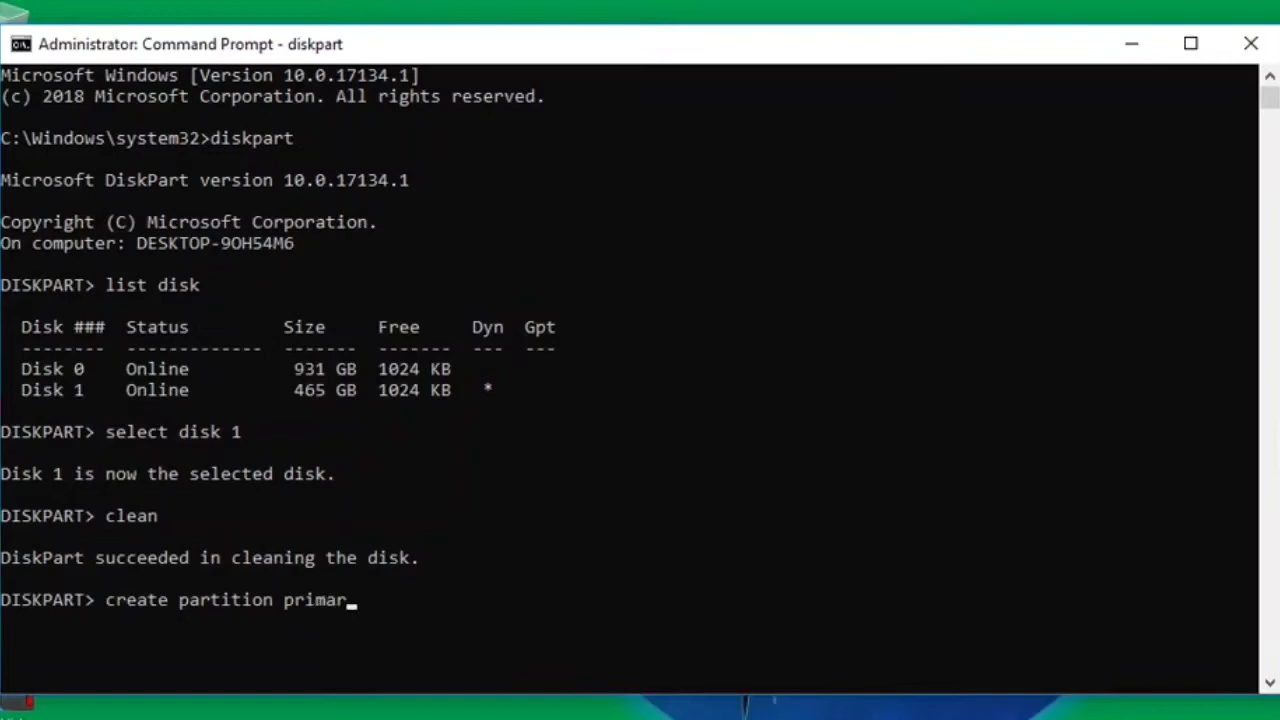 Administrator: Command Prompt - diskpart
Microsoft Windows [Version 10.0.17134.1]
(c) 2018 Microsoft Corporation. All rights reserved.
C:\Windows\system32>diskpart
Microsoft DiskPart version 10.0.17134.1
Copyright (C) Microsoft Corporation.
On computer: DESKTOP-9OH54M6
DISKPART> list disk
Disk ###  Status         Size     Free     Dyn  Gpt
--------  -------------  -------  -------  ---  ---
Disk 0    Online          931 GB  1024 KB
Disk 1    Online          465 GB  1024 KB   *
DISKPART> select disk 1
Disk 1 is now the selected disk.
DISKPART> clean
DiskPart succeeded in cleaning the disk.
DISKPART> create partition primar_